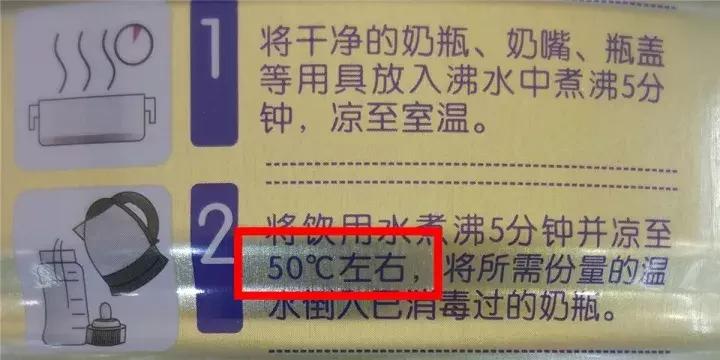 1
将干净的奶瓶、奶嘴、瓶盖
等用具放入沸水中煮沸5分
钟，凉至室温。
2
将饮用水煮沸5分钟并凉至
50℃左右，将所需份量的温
水倒入已消毒过的奶瓶。